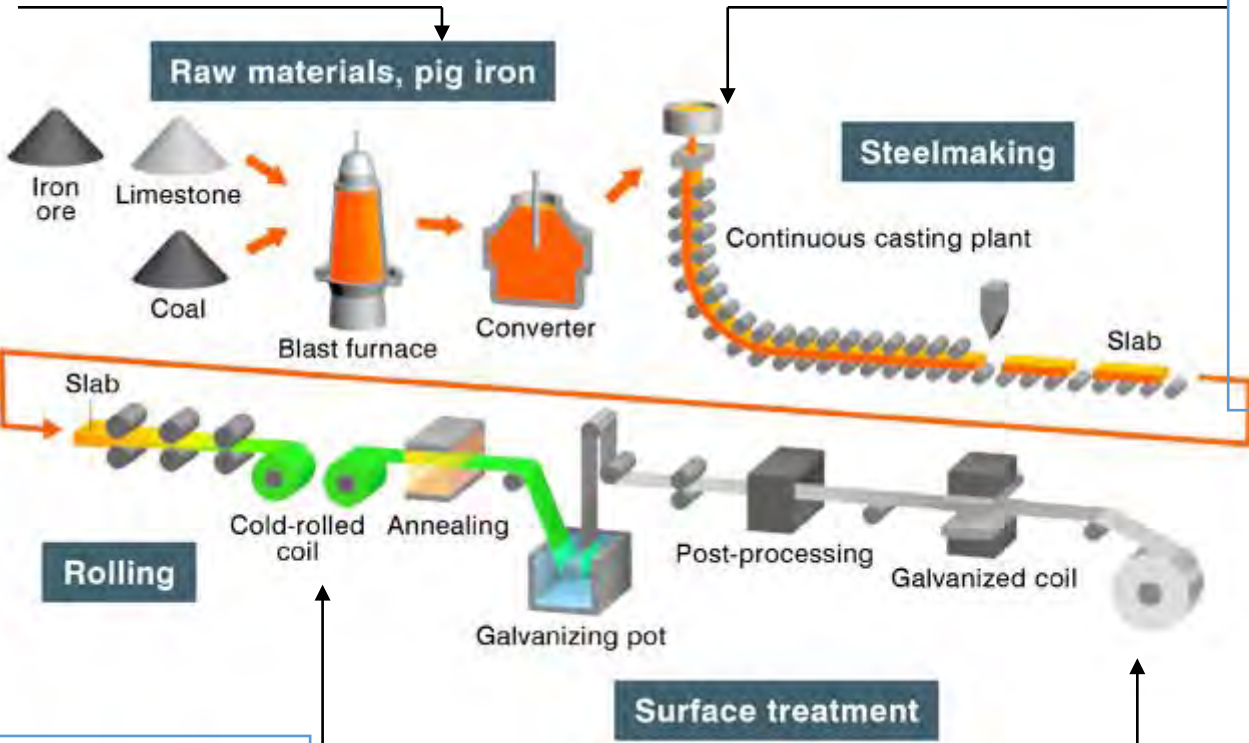 Raw materials, pig iron
Iron
ore
Limestone
Coal
Blast furnace
Converter
Steelmaking
Continuous casting plant
Slab
Slab
Cold-rolled
coil
Annealing
Rolling
Galvanizing pot
Post-processing
Galvanized coil
Surface treatment